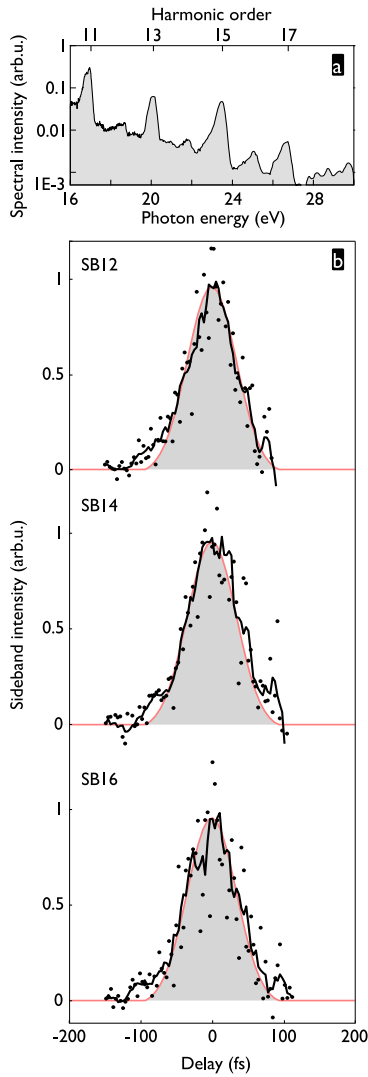 Harmonic order
11 13 15 17
Spectral intensity (arb.u.)
1
0.1
0.01
1E-3
a
16 20 24 28
Photon energy (eV)
b
SB12
1
0.5
0
SB14
1
0.5
0
Sideband intensity (arb.u.)
SB16
1
0.5
0
-200 -100 0 100 200
Delay (fs)